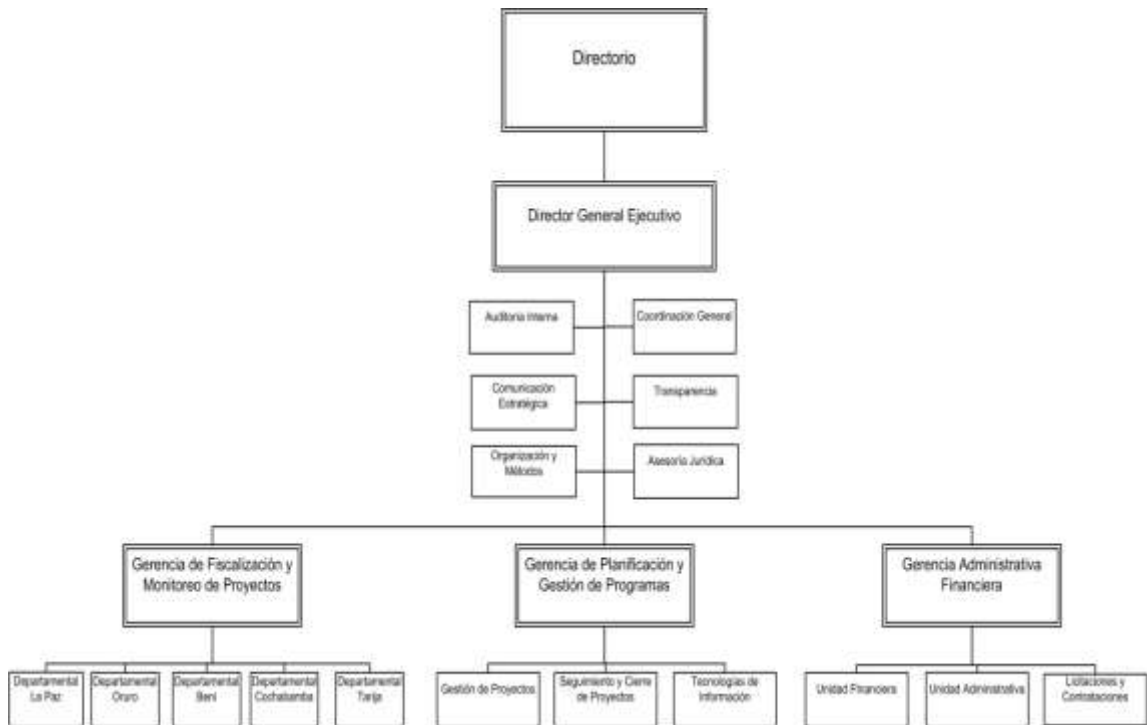 Directorio
Director General Ejecutivo
Auditoria Interna
Coordinación General
Comunicación
Estratégica
Transparencia
Organización y
Métodos
Asesoría Jurídica
Gerencia de Fiscalización y
Monitoreo de Proyectos
Gerencia de Planificación y
Gestión de Programas
Gerencia Administrativa
Financiera
Departamental
La Paz
Departamental
Oruro
Departamental
Beni
Departamental
Cochabamba
Departamental
Tarija
Gestión de Proyectos
Seguimiento y Cierre
de Proyectos
Tecnologías de
Información
Unidad Financiera
Unidad Administrativa
Licitaciones y
Contrataciones